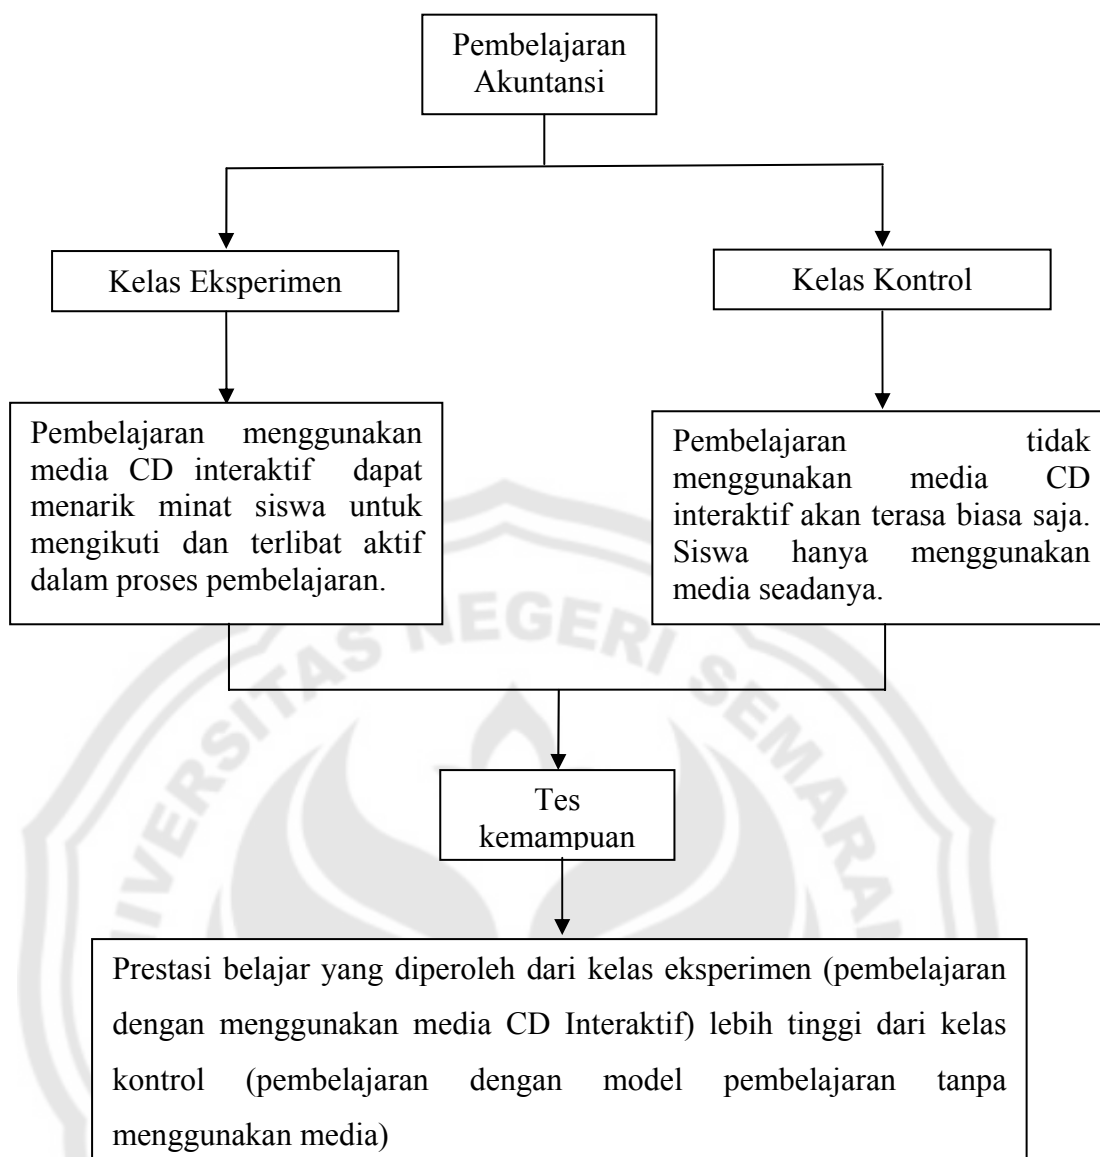 Pembelajaran
Akuntansi
Kelas Eksperimen
Kelas Kontrol
Pembelajaran menggunakan
media CD interaktif dapat
menarik minat siswa untuk
mengikuti dan terlibat aktif
dalam proses pembelajaran.
Pembelajaran tidak
menggunakan media CD
interaktif akan terasa biasa saja.
Siswa hanya menggunakan
media seadanya.
UNIVERSITAS NEGERI SEMARANG
Tes
kemampuan
Prestasi belajar yang diperoleh dari kelas eksperimen (pembelajaran
dengan menggunakan media CD Interaktif) lebih tinggi dari kelas
kontrol (pembelajaran dengan model pembelajaran tanpa
menggunakan media)